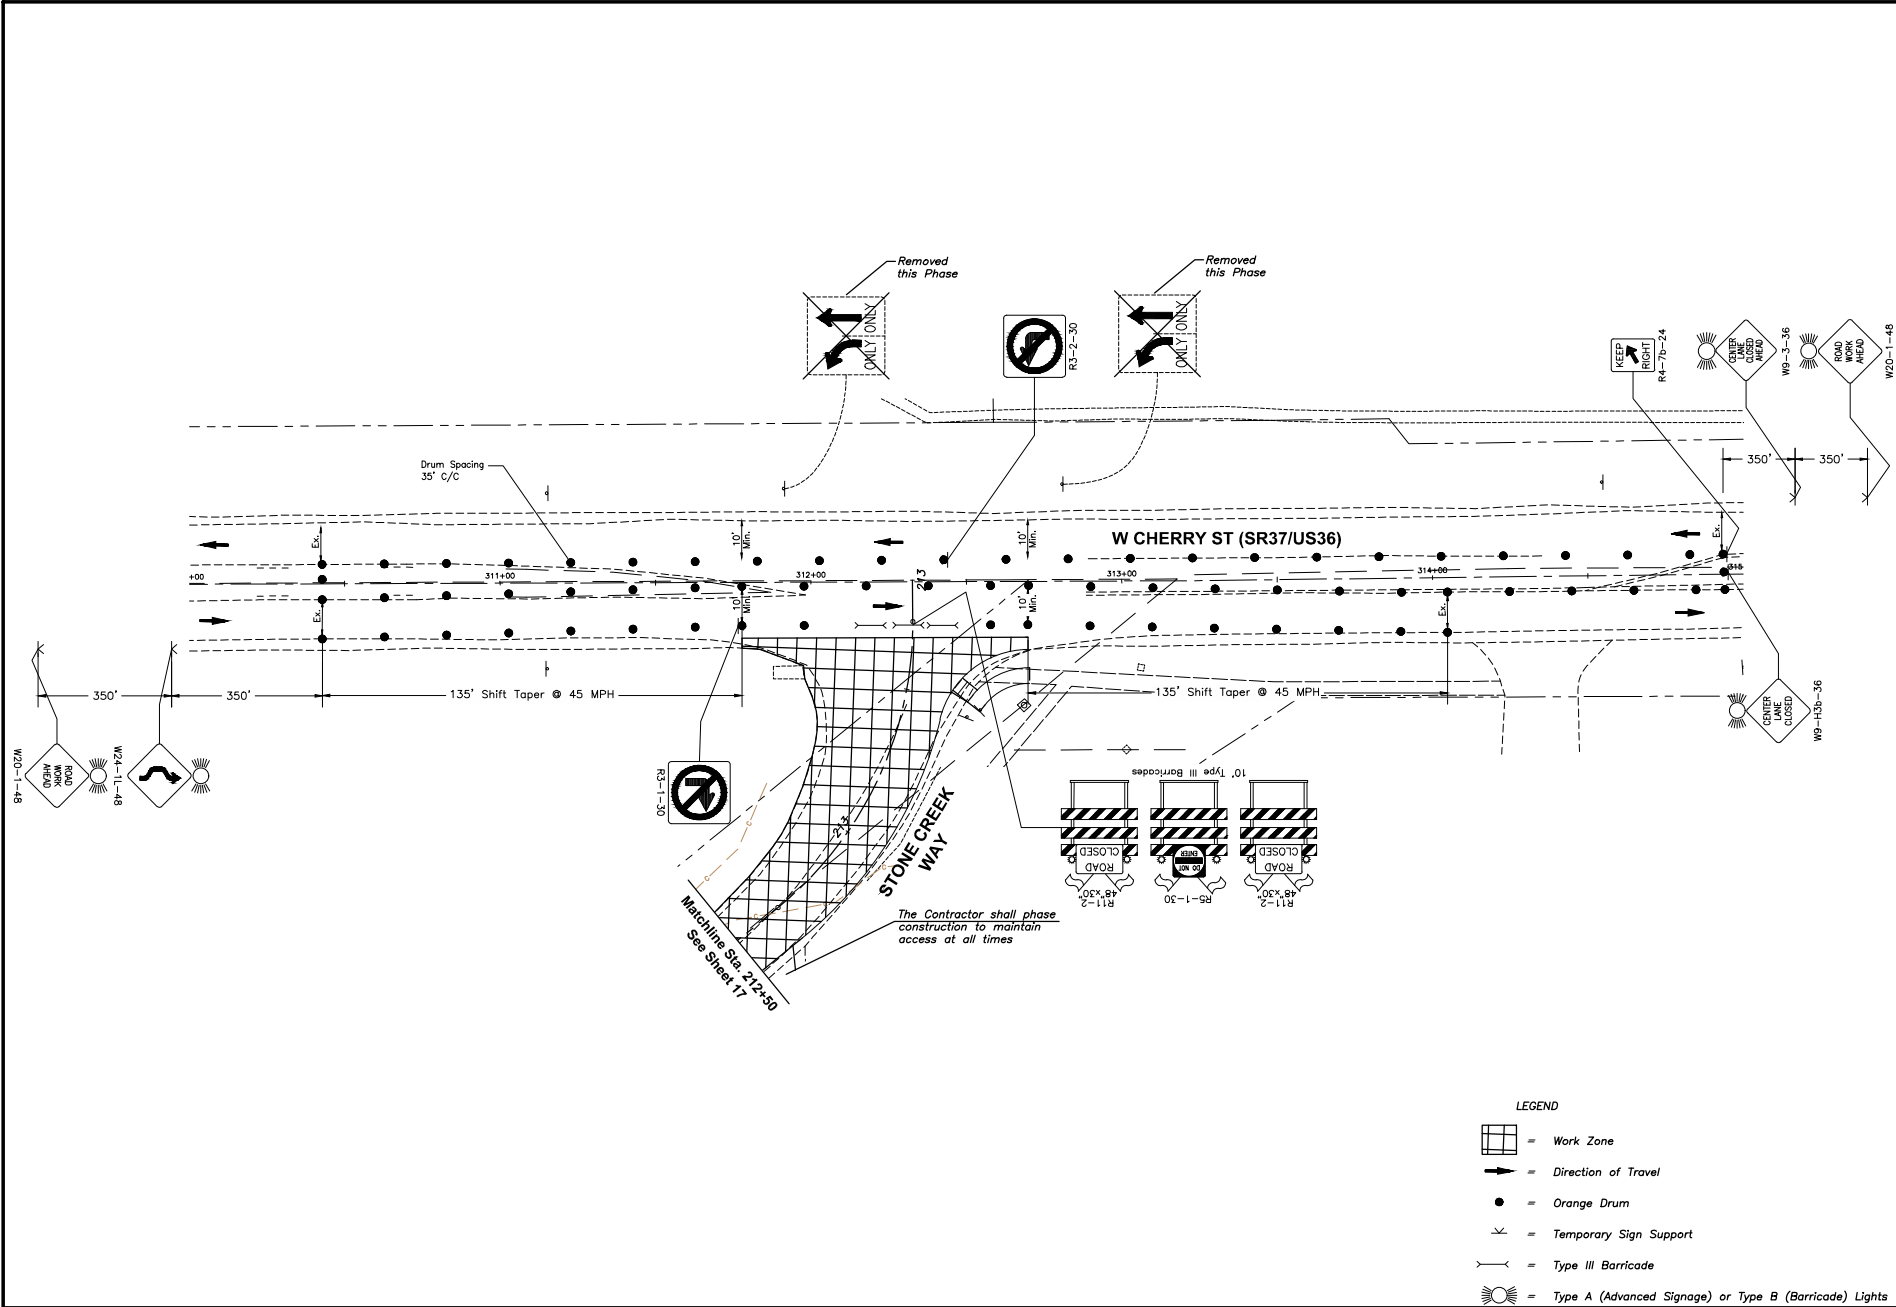 Removed
this Phase
Removed
this Phase
ONLY ONLY
R3-2-30
ONLY ONLY
KEEP
RIGHT
R4-7b-24
CENTER
LANE
CLOSED
AHEAD
W9-3-36
ROAD
WORK
AHEAD
W20-1-48
350'
350'
Drum Spacing
35' C/C
W CHERRY ST (SR37/US36)
Ex.
10'
Min.
10'
Min.
Ex.
+00
311+00
312+00
213
313+00
314+00
315
Ex.
10'
Min.
10'
Min.
Ex.
350'
350'
135' Shift Taper @ 45 MPH
135' Shift Taper @ 45 MPH
CENTER
LANE
CLOSED
W9-H3b-36
W20-1-48
ROAD
WORK
AHEAD
W24-1L-48
R3-1-30
10' Type III Barricades
ROAD
CLOSED
R11-2
48"x30"
DO NOT
ENTER
R5-1-30
ROAD
CLOSED
R11-2
48"x30"
213
C
C
C
C
STONE CREEK
WAY
Matchline Sta. 212+50
See Sheet 17
The Contractor shall phase
construction to maintain
access at all times
LEGEND
= Work Zone
= Direction of Travel
= Orange Drum
= Temporary Sign Support
= Type III Barricade
= Type A (Advanced Signage) or Type B (Barricade) Lights